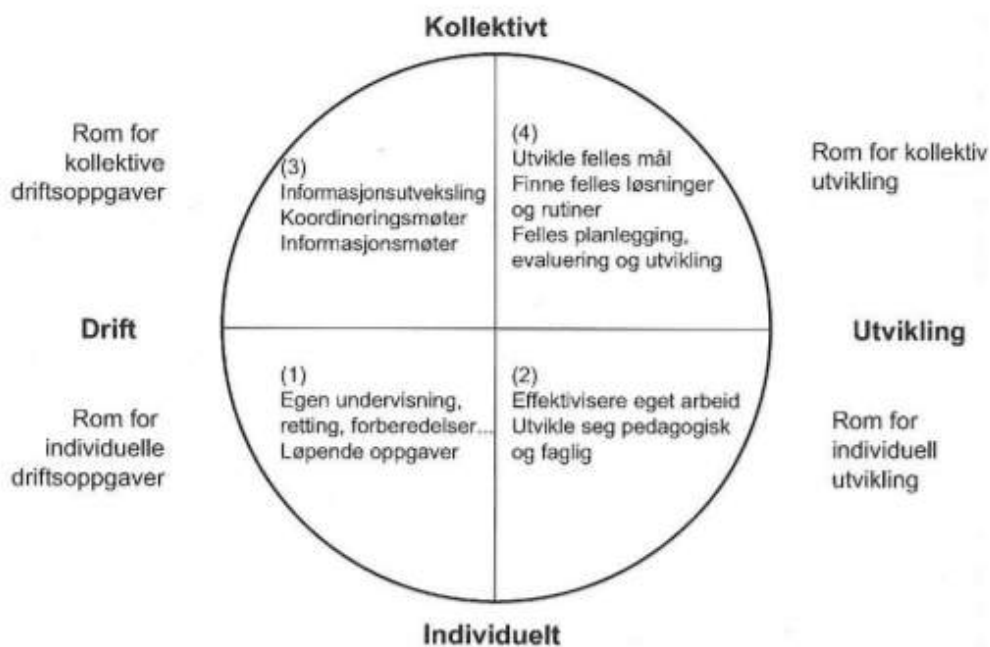 Kollektivt
Rom for
kollektive
driftsoppgaver
(3)
Informasjonsutveksling
Koordineringsmøter
Informasjonsmøter
(4)
Utvikle felles mål
Finne felles løsninger
og rutiner
Felles planlegging,
evaluering og utvikling
Rom for kollektiv
utvikling
Drift
Utvikling
Rom for
individuelle
driftsoppgaver
(1)
Egen undervisning,
retting, forberedelser...
Løpende oppgaver
(2)
Effektivisere eget arbeid
Utvikle seg pedagogisk
og faglig
Rom for
individuell
utvikling
Individuelt